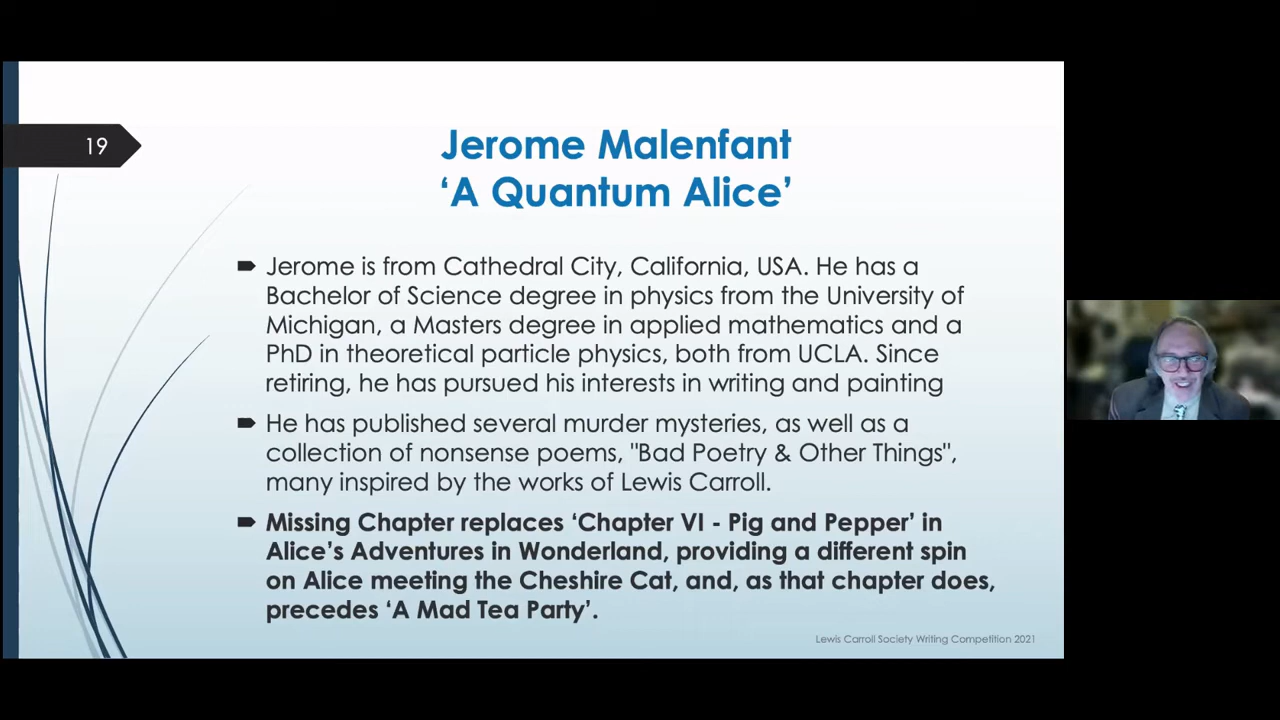 19
Jerome Malenfant
‘A Quantum Alice’
Jerome is from Cathedral City, California, USA. He has a
Bachelor of Science degree in physics from the University of
Michigan, a Masters degree in applied mathematics and a
PhD in theoretical particle physics, both from UCLA. Since
retiring, he has pursued his interests in writing and painting
He has published several murder mysteries, as well as a
collection of nonsense poems, "Bad Poetry & Other Things",
many inspired by the works of Lewis Carroll.
Missing Chapter replaces ‘Chapter VI - Pig and Pepper’ in
Alice’s Adventures in Wonderland, providing a different spin
on Alice meeting the Cheshire Cat, and, as that chapter does,
precedes ‘A Mad Tea Party’.
Lewis Carroll Society Writing Competition 2021